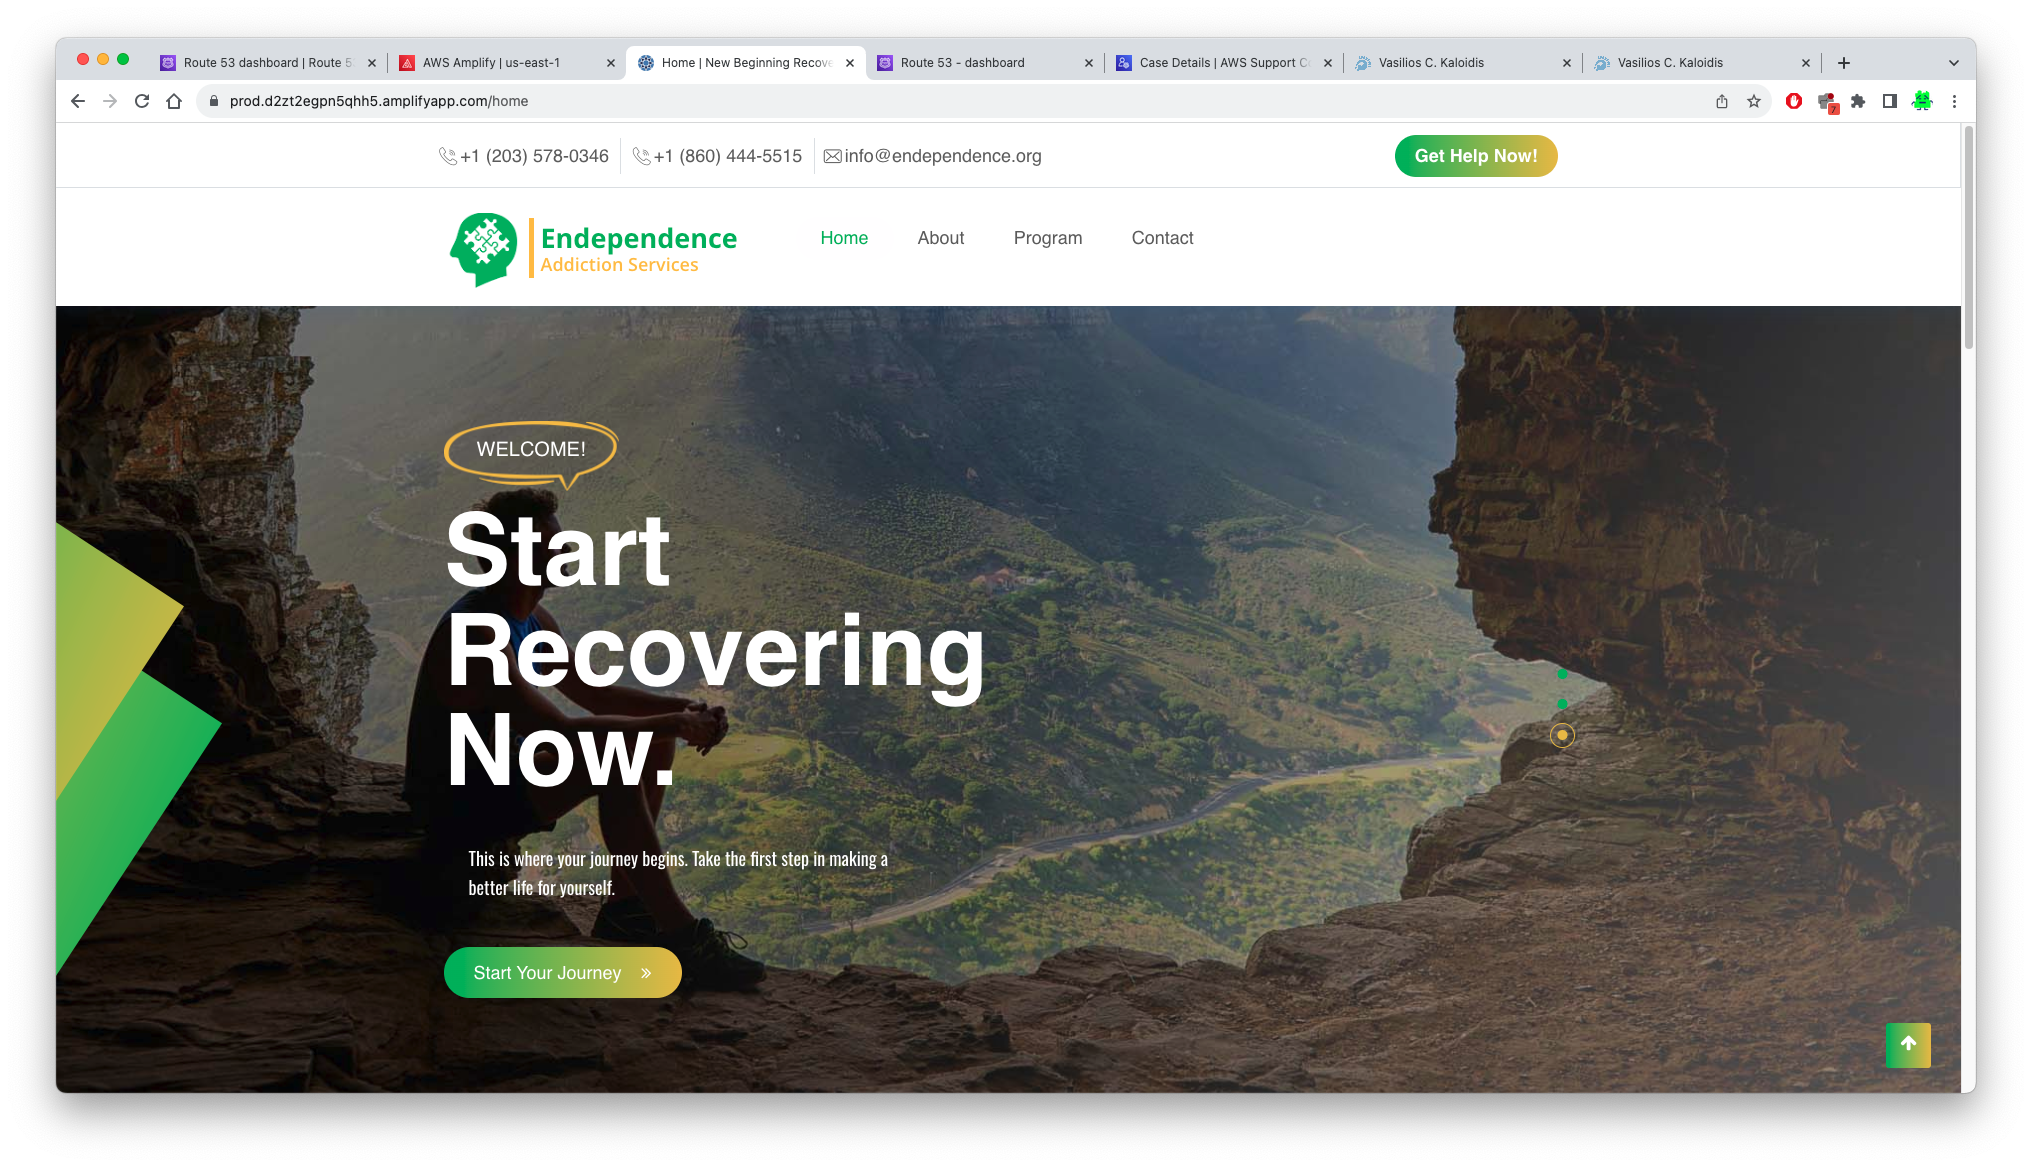 Route 53 dashboard | Route 5
AWS Amplify | us-east-1
Home | New Beginning Recove
Route 53 - dashboard
Case Details | AWS Support C
Vasilios C. Kaloidis
Vasilios C. Kaloidis
prod.d2zt2egpn5qhh5.amplifyapp.com/home
7
+1 (203) 578-0346
+1 (860) 444-5515
info@endependence.org
Get Help Now!
Endependence
Addiction Services
Home
About
Program
Contact
WELCOME!
Start
Recovering
Now.
This is where your journey begins. Take the first step in making a
better life for yourself.
Start Your Journey »